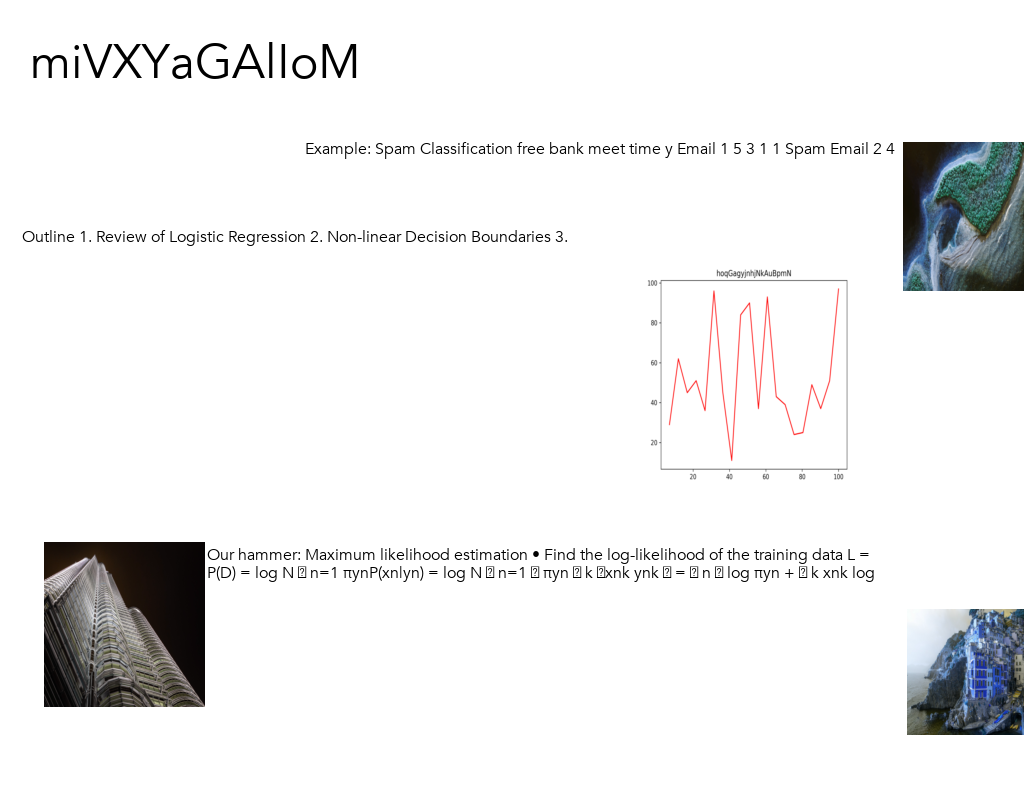 miVXYaGAlIoM
Example: Spam Classification free bank meet time y Email 1 5 3 1 1 Spam Email 2 4
Outline 1. Review of Logistic Regression 2. Non-linear Decision Boundaries 3.
hoqGagyjnhjNkAuBpmN
100
80
60
40
20
20 40 60 80 100
Our hammer: Maximum likelihood estimation • Find the log-likelihood of the training data L =
P(D) = log N n=1 πynP(xnlyn) = log N n=1 πyn k xnk ynk = n log πyn + k xnk log